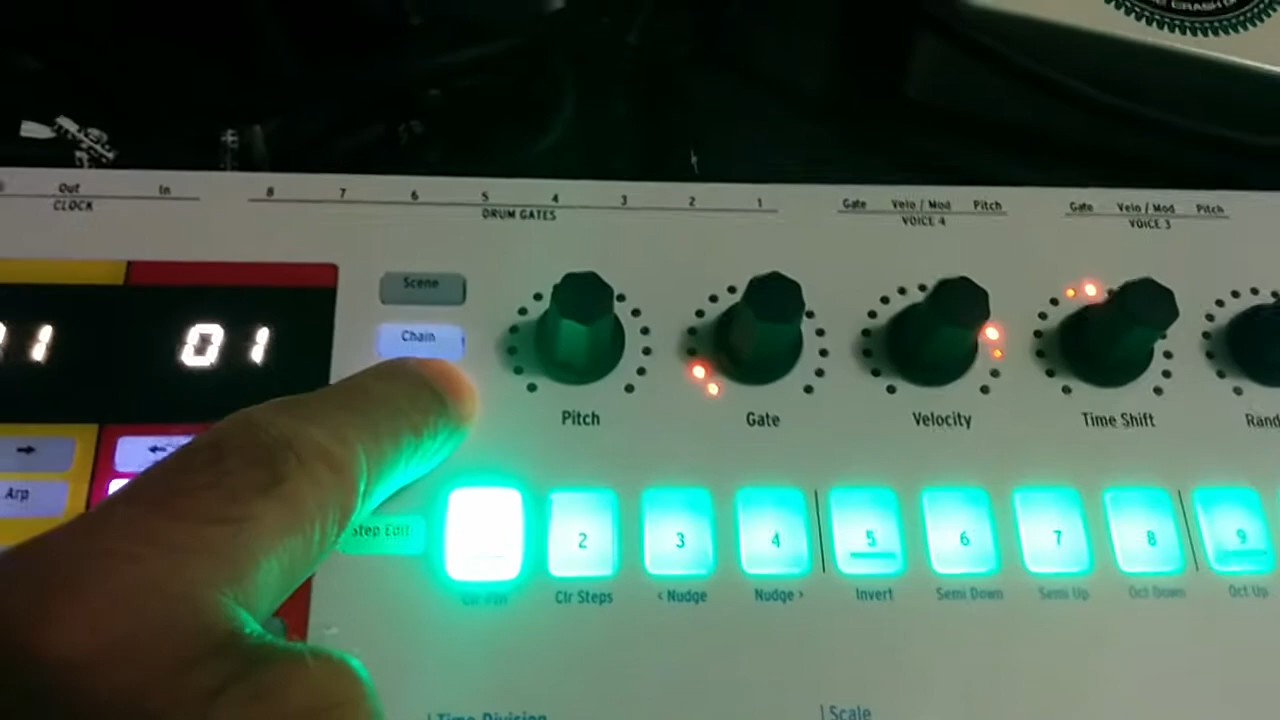 ERASH
Out In 8 7 6 5 4 3 2 1 Gate Velo / Mod Pitch Gate Velo / Mod Pitch
CLOCK DRUM GATES VOICE 4 VOICE 3
Scene
1 01 Chain
Pitch Gate Velocity Time Shift Rand
Arp
Step Edit 2 3 4 5 6 7 8 9
Clr Steps < Nudge Nudge > Invert Semi Down Semi Up Oct Down Oct Up
Time Division Scale